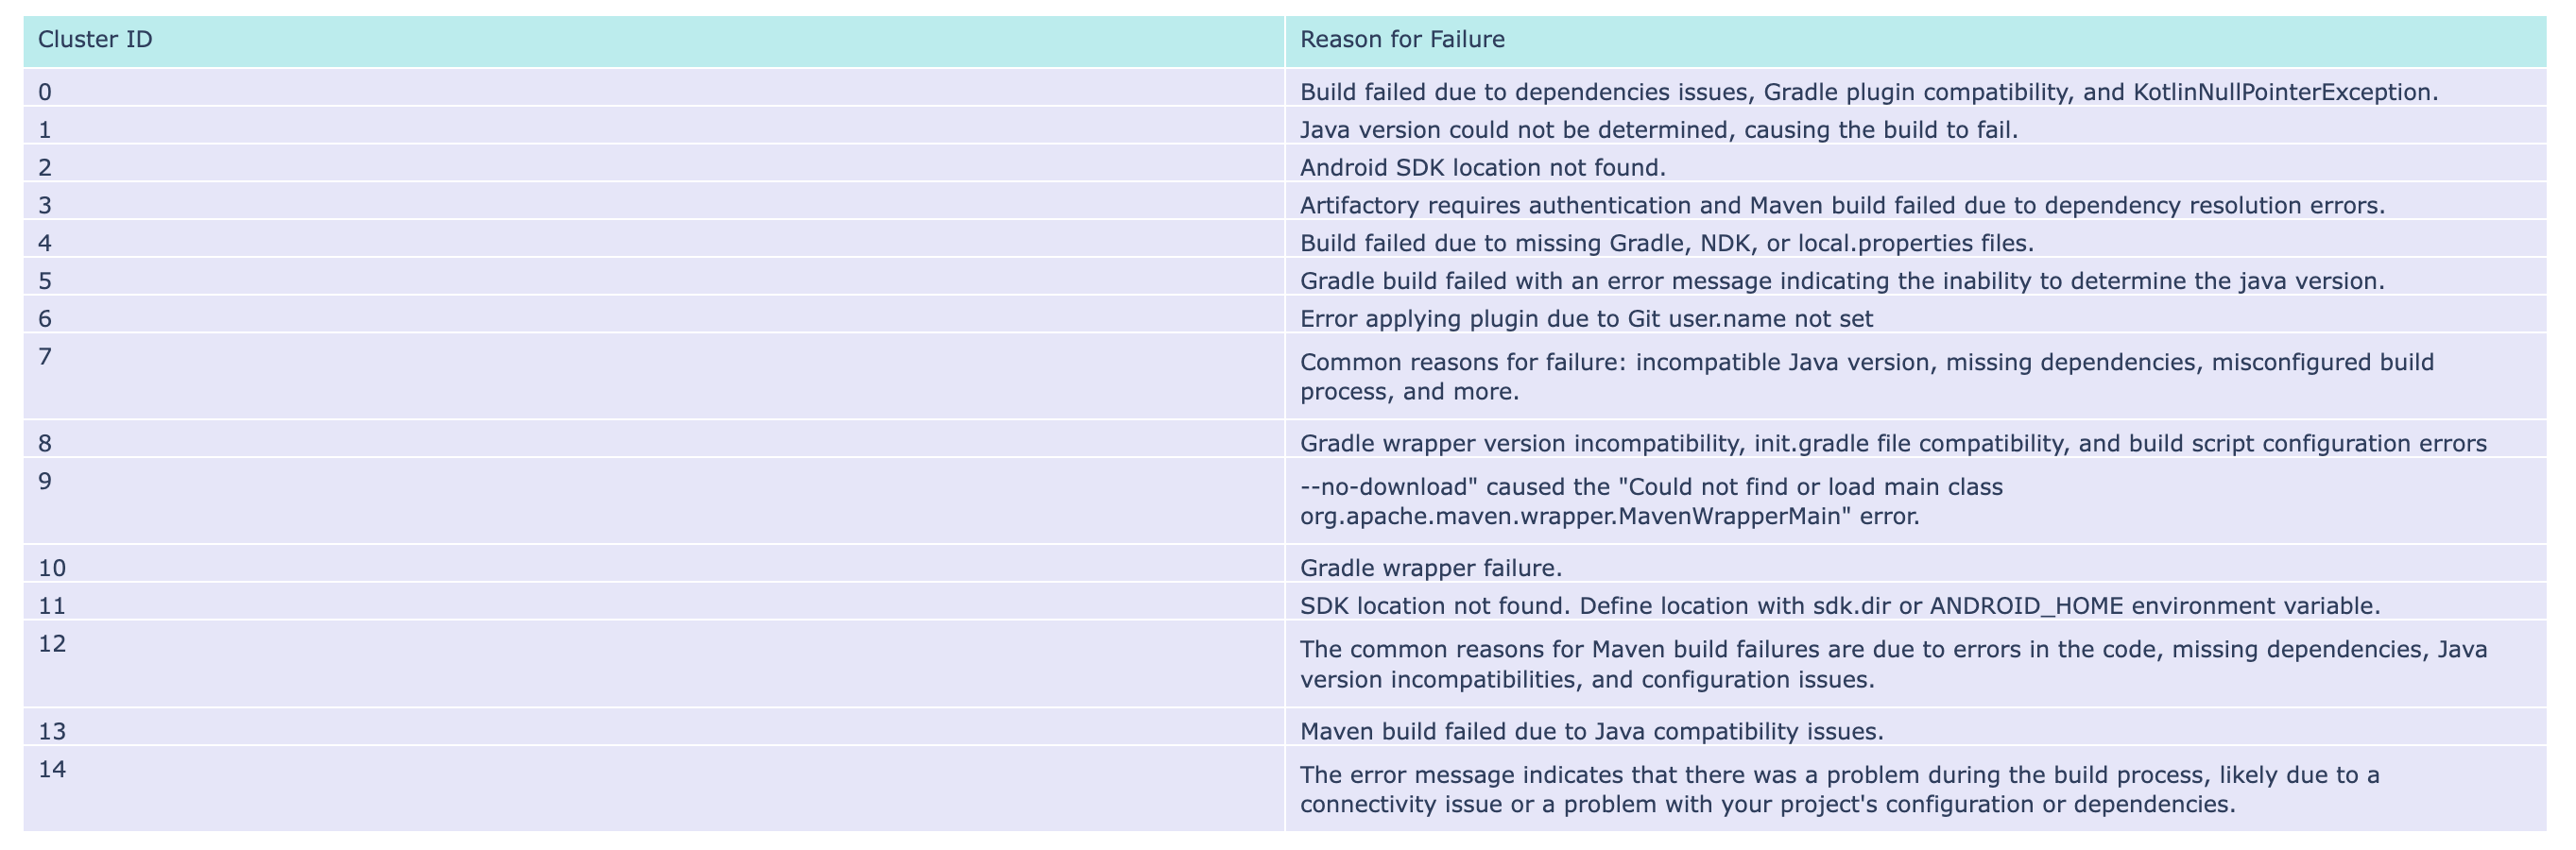 Cluster ID
Reason for Failure
0
Build failed due to dependencies issues, Gradle plugin compatibility, and KotlinNullPointerException.
1
Java version could not be determined, causing the build to fail.
2
Android SDK location not found.
3
Artifactory requires authentication and Maven build failed due to dependency resolution errors.
4
Build failed due to missing Gradle, NDK, or local.properties files.
5
Gradle build failed with an error message indicating the inability to determine the java version.
6
Error applying plugin due to Git user.name not set
7
Common reasons for failure: incompatible Java version, missing dependencies, misconfigured build
process, and more.
8
Gradle wrapper version incompatibility, init.gradle file compatibility, and build script configuration errors
9
--no-download" caused the "Could not find or load main class
org.apache.maven.wrapper.MavenWrapperMain" error.
10
Gradle wrapper failure.
11
SDK location not found. Define location with sdk.dir or ANDROID_HOME environment variable.
12
The common reasons for Maven build failures are due to errors in the code, missing dependencies, Java
version incompatibilities, and configuration issues.
13
Maven build failed due to Java compatibility issues.
14
The error message indicates that there was a problem during the build process, likely due to a
connectivity issue or a problem with your project's configuration or dependencies.